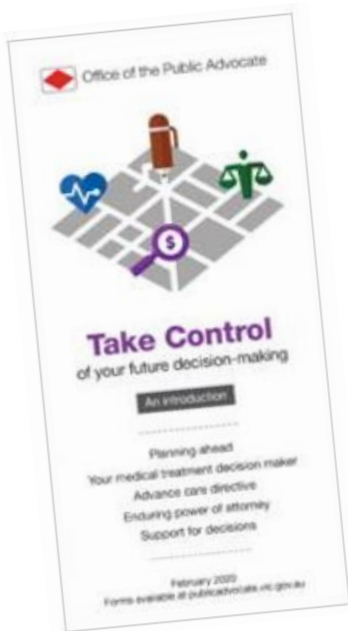 Office of the Public Advocate
$
Take Control
of your future decision-making
An introduction
Planning ahead
Your medical treatment decision maker
Advance care directive
Enduring power of attorney
Support for decisions
February 2020
Forms available at publicadvocate.vic.gov.au